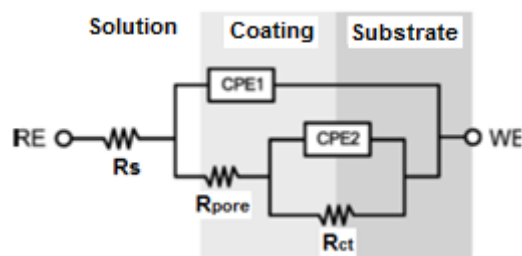 Solution Coating Substrate
CPE1
RE WE
Rs
CPE2
Rpore
Rct